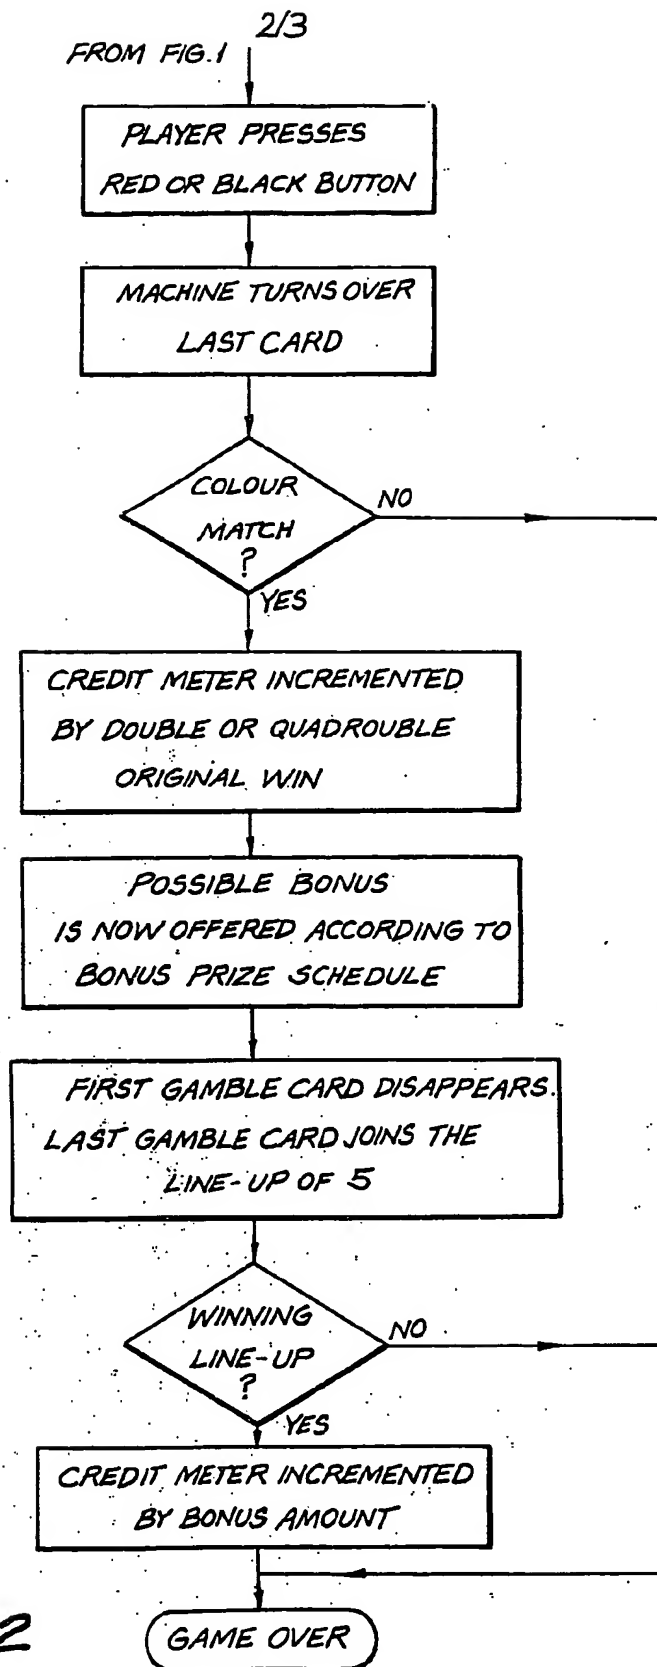 2/3
FROM FIG.1
PLAYER PRESSES
RED OR BLACK BUTTON
MACHINE TURNS OVER
LAST CARD
COLOUR
MATCH
?
NO
YES
CREDIT METER INCREMENTED
BY DOUBLE OR QUADROUBLE
ORIGINAL WIN
POSSIBLE BONUS
IS NOW OFFERED ACCORDING TO
BONUS PRIZE SCHEDULE
FIRST GAMBLE CARD DISAPPEARS.
LAST GAMBLE CARD JOINS THE
LINE-UP OF 5
WINNING
LINE-UP
?
NO
YES
CREDIT METER INCREMENTED
BY BONUS AMOUNT
2
GAME OVER